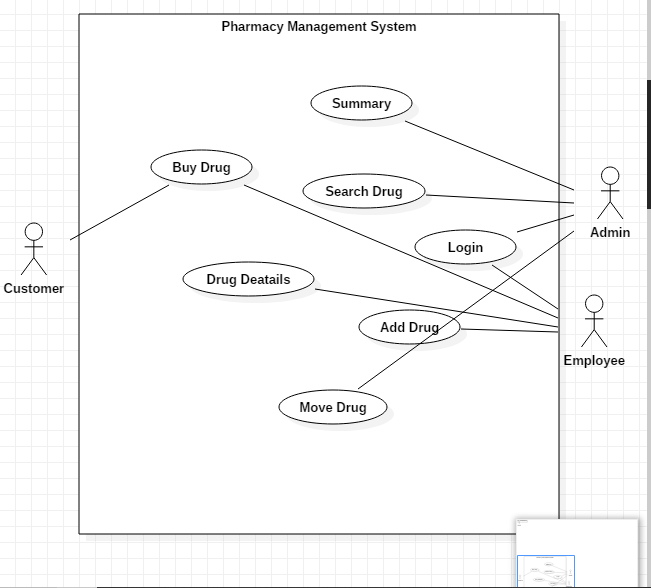 Pharmacy Management System
Summary
Buy Drug
Search Drug
Admin
Login
Customer
Drug Deatails
Add Drug
Employee
Move Drug